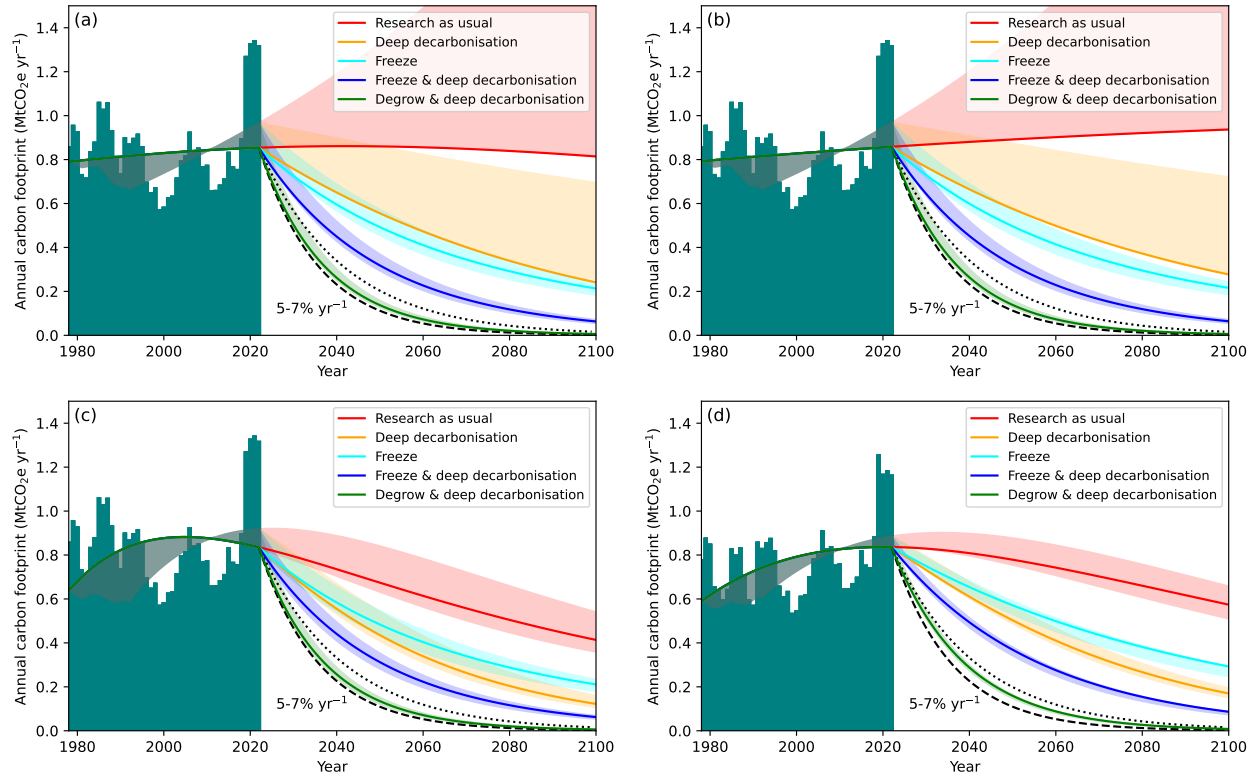 (a)
Research as usual
Deep decarbonisation
Freeze
Freeze & deep decarbonisation
Degrow & deep decarbonisation
5-7% yr⁻¹
Annual carbon footprint (MtCO₂e yr⁻¹)
1.4
1.2
1.0
0.8
0.6
0.4
0.2
0.0
1980 2000 2020 2040 2060 2080 2100
Year
(b)
Research as usual
Deep decarbonisation
Freeze
Freeze & deep decarbonisation
Degrow & deep decarbonisation
5-7% yr⁻¹
Annual carbon footprint (MtCO₂e yr⁻¹)
1.4
1.2
1.0
0.8
0.6
0.4
0.2
0.0
1980 2000 2020 2040 2060 2080 2100
Year
(c)
Research as usual
Deep decarbonisation
Freeze
Freeze & deep decarbonisation
Degrow & deep decarbonisation
5-7% yr⁻¹
Annual carbon footprint (MtCO₂e yr⁻¹)
1.4
1.2
1.0
0.8
0.6
0.4
0.2
0.0
1980 2000 2020 2040 2060 2080 2100
Year
(d)
Research as usual
Deep decarbonisation
Freeze
Freeze & deep decarbonisation
Degrow & deep decarbonisation
5-7% yr⁻¹
Annual carbon footprint (MtCO₂e yr⁻¹)
1.4
1.2
1.0
0.8
0.6
0.4
0.2
0.0
1980 2000 2020 2040 2060 2080 2100
Year